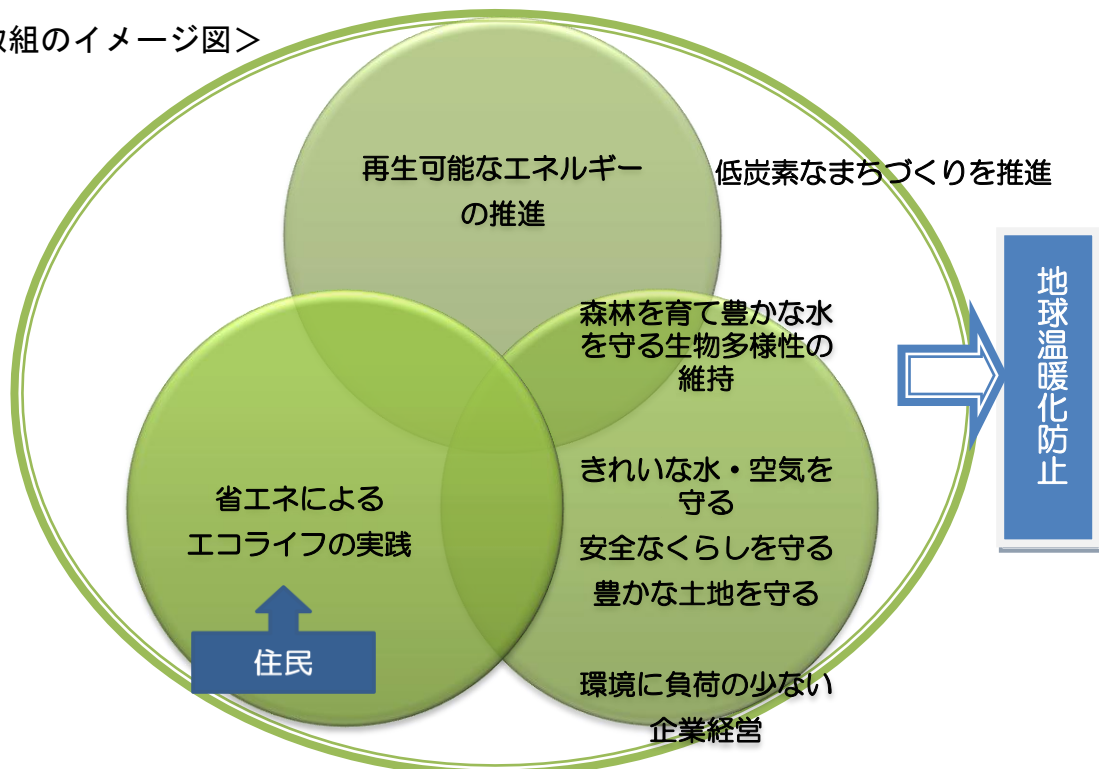 組のイメージ図＞
再生可能なエネルギー
の推進
低炭素なまちづくりを推進
森林を育て豊かな水
を守る生物多様性の
維持
地球温暖化防止
きれいな水・空気を
守る
安全なくらしを守る
豊かな土地を守る
省エネによる
エコライフの実践
住民
環境に負荷の少ない
企業経営